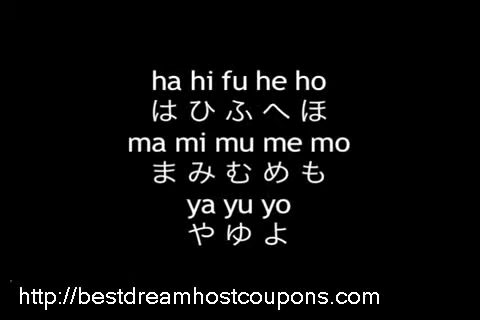 ha hi fu he ho
は ひ ふ へ ほ
ma mi mu me mo
ま み む め も
ya yu yo
や ゆ よ
http://bestdreamhostcoupons.com